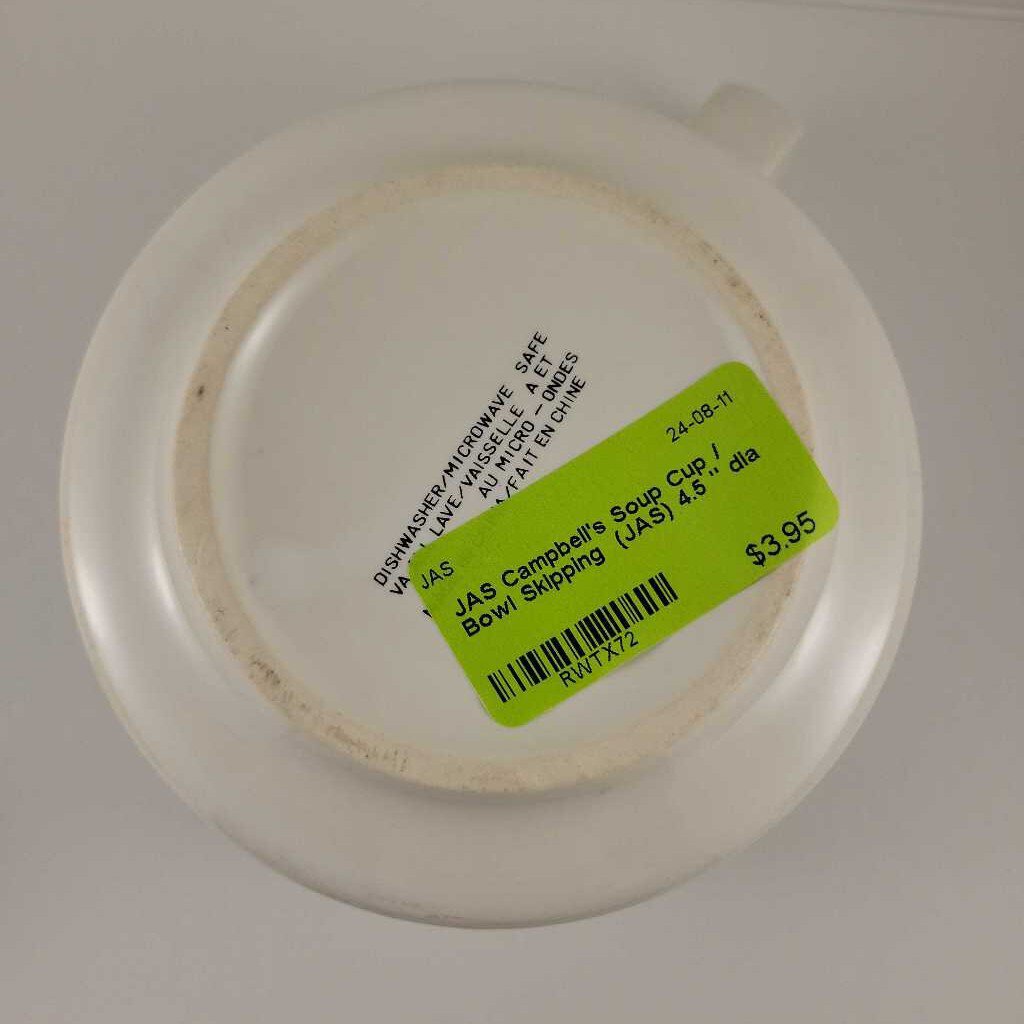 DISHWASHER/MICROWAVE SAFE
LAVE/VAISSELLE A ET
AU MICRO-ONDES
/FAIT EN CHINE
24-08-11
JAS
JAS Campbell's Soup Cup /
Bowl Skipping (JAS) 4.5" dia
$3.95
RWTX72